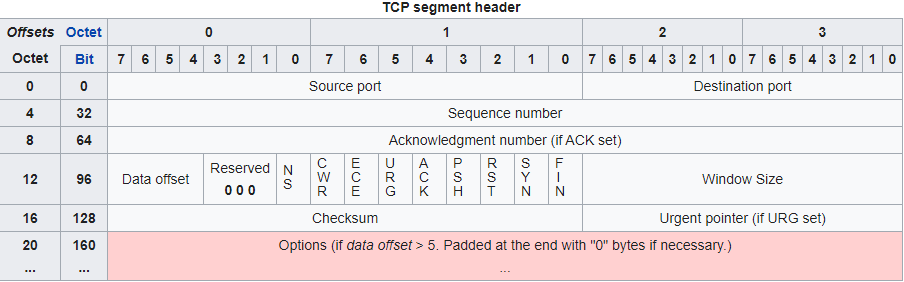 TCP segment header
Offsets Octet 0 1 2 3
Octet Bit 7 6 5 4 3 2 1 0 7 6 5 4 3 2 1 0 7 6 5 4 3 2 1 0 7 6 5 4 3 2 1 0
0 0 Source port Destination port
4 32 Sequence number
8 64 Acknowledgment number (if ACK set)
12 96 Data offset Reserved 0 0 0 NS CWR ECE URG ACK PSH RST SYN FIN Window Size
16 128 Checksum Urgent pointer (if URG set)
20 160 Options (if data offset > 5. Padded at the end with "0" bytes if necessary.)
... ... ...